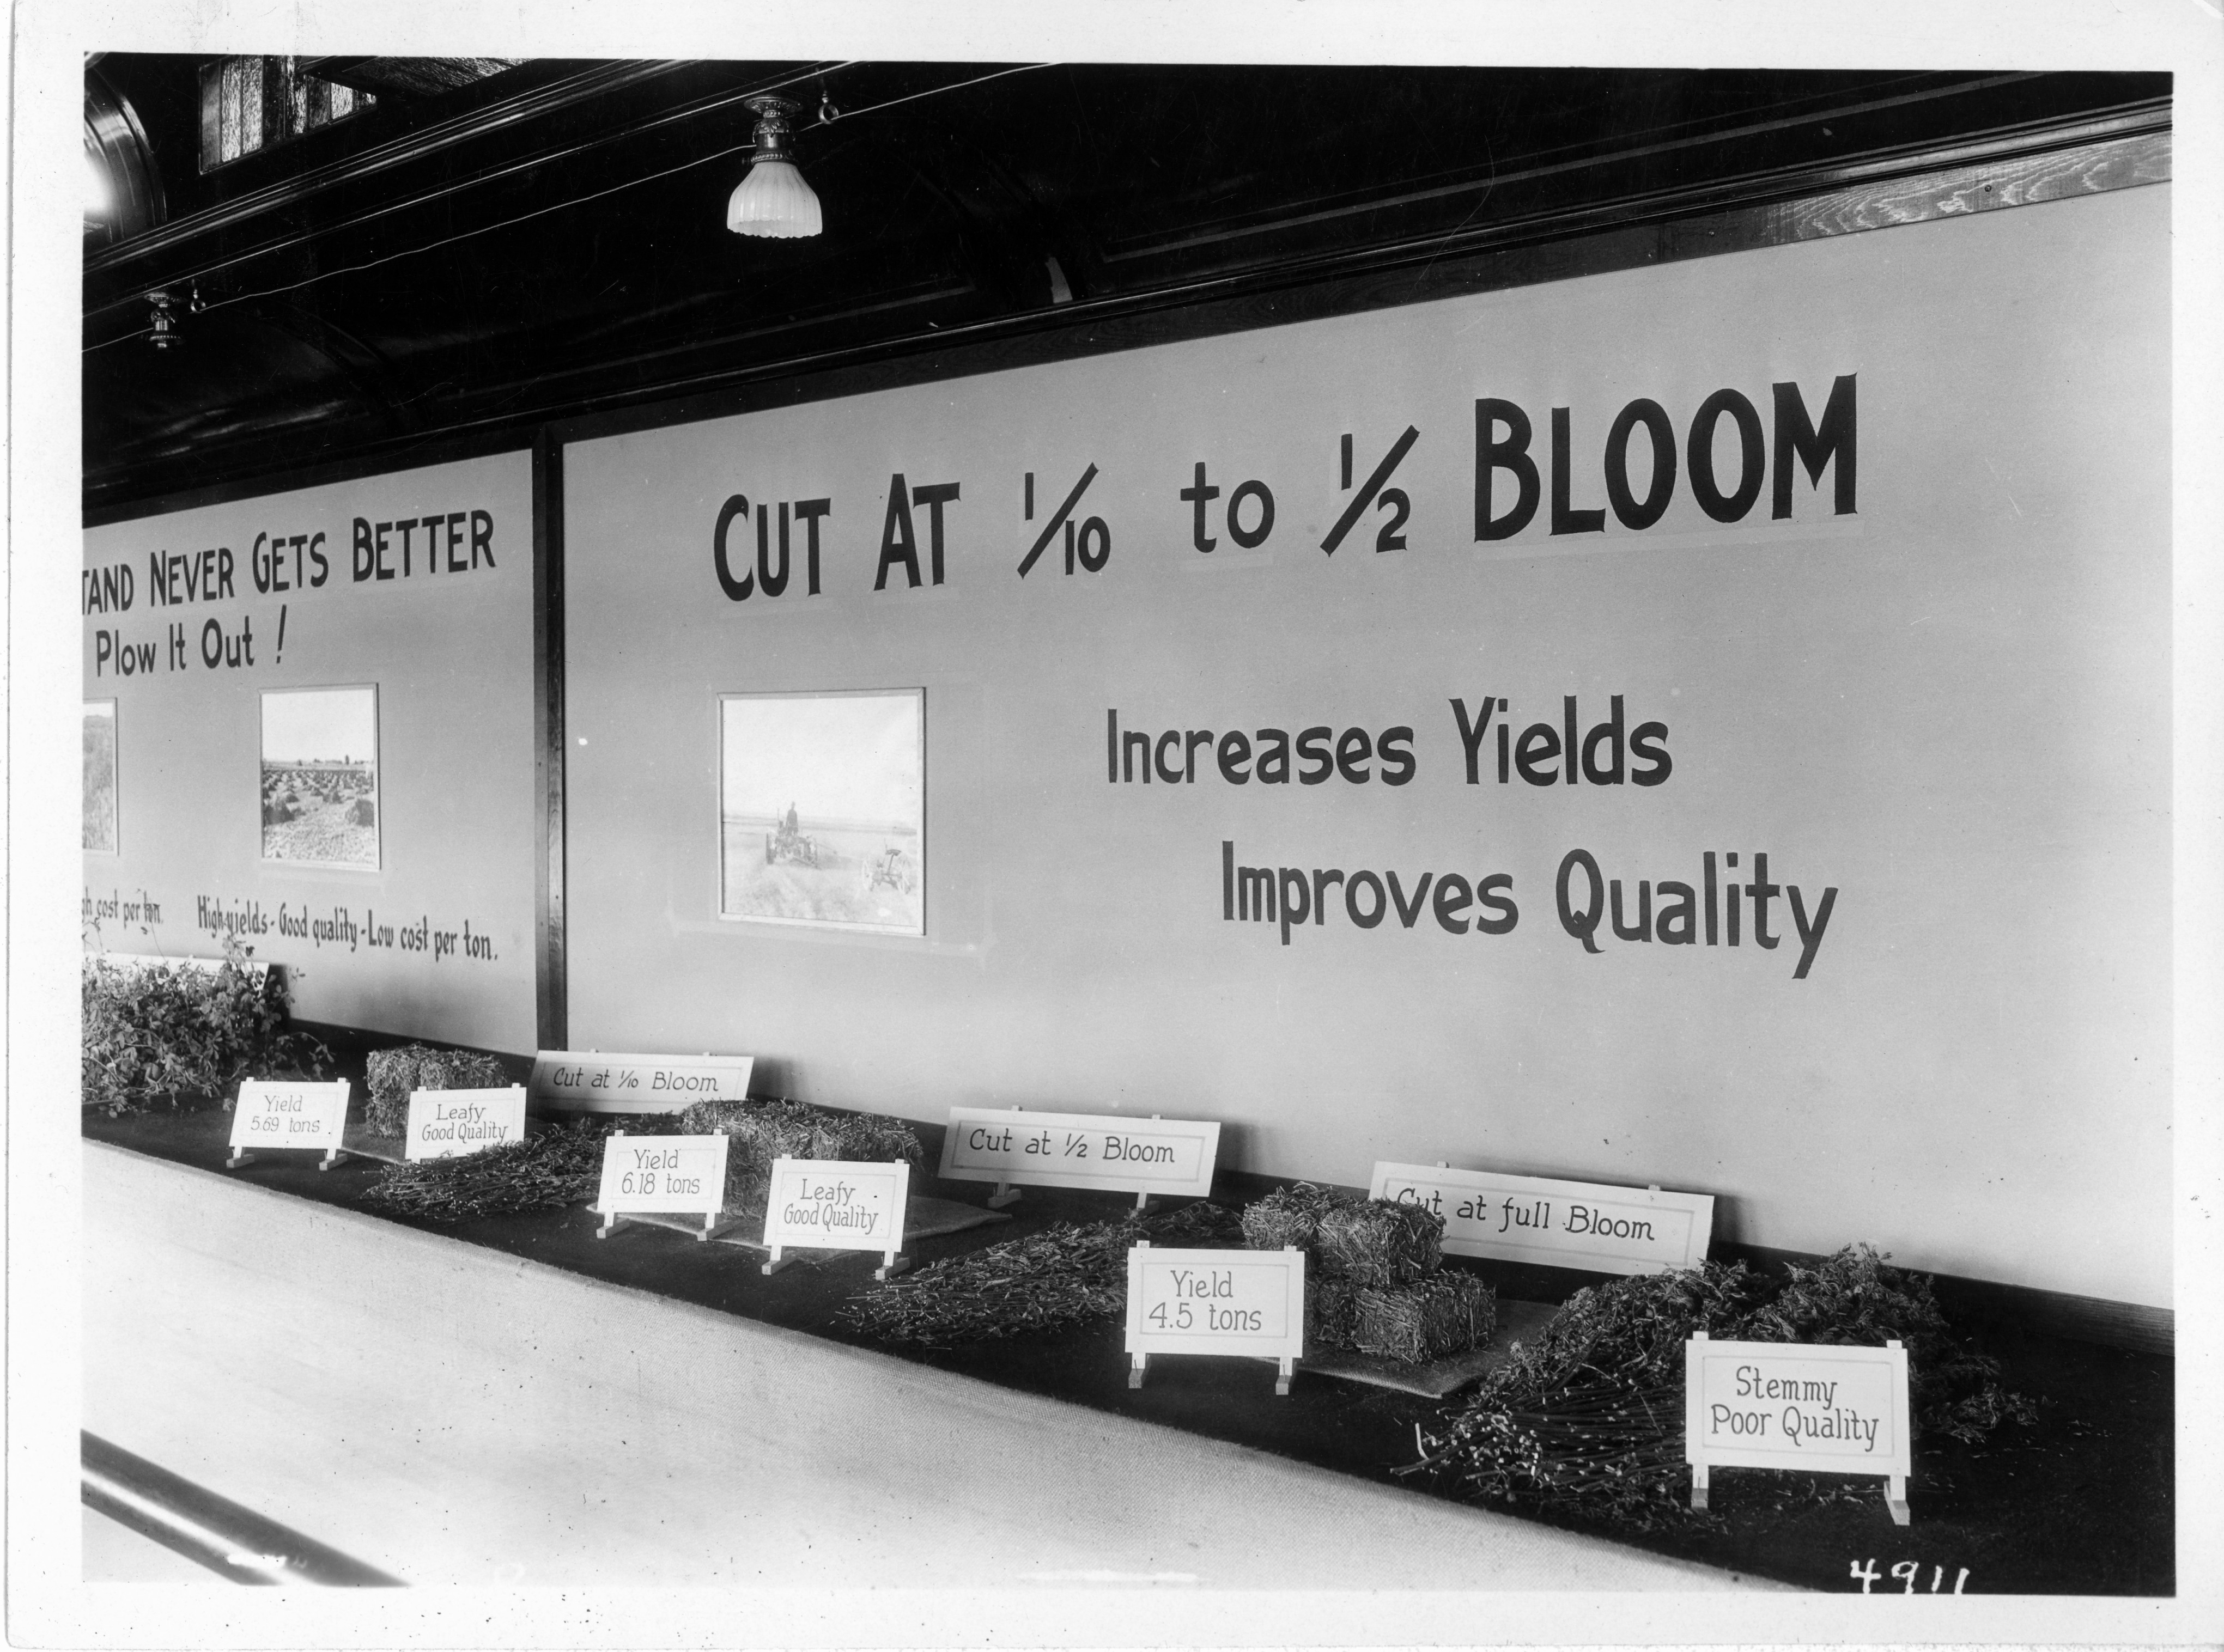 TAND NEVER GETS BETTER
Plow It Out !
cost per ton.
High yields - Good quality - Low cost per ton.
CUT AT 1/10 to 1/2 BLOOM
Increases Yields
Improves Quality
Yield
5.69 tons
Leafy
Good Quality
Cut at 1/10 Bloom
Yield
6.18 tons
Leafy
Good Quality
Cut at 1/2 Bloom
Yield
4.5 tons
Cut at full Bloom
Stemmy
Poor Quality
4911